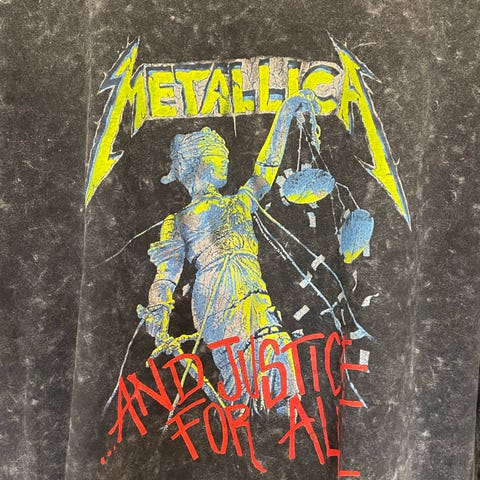 METALLICA
...AND JUSTICE
FOR ALL